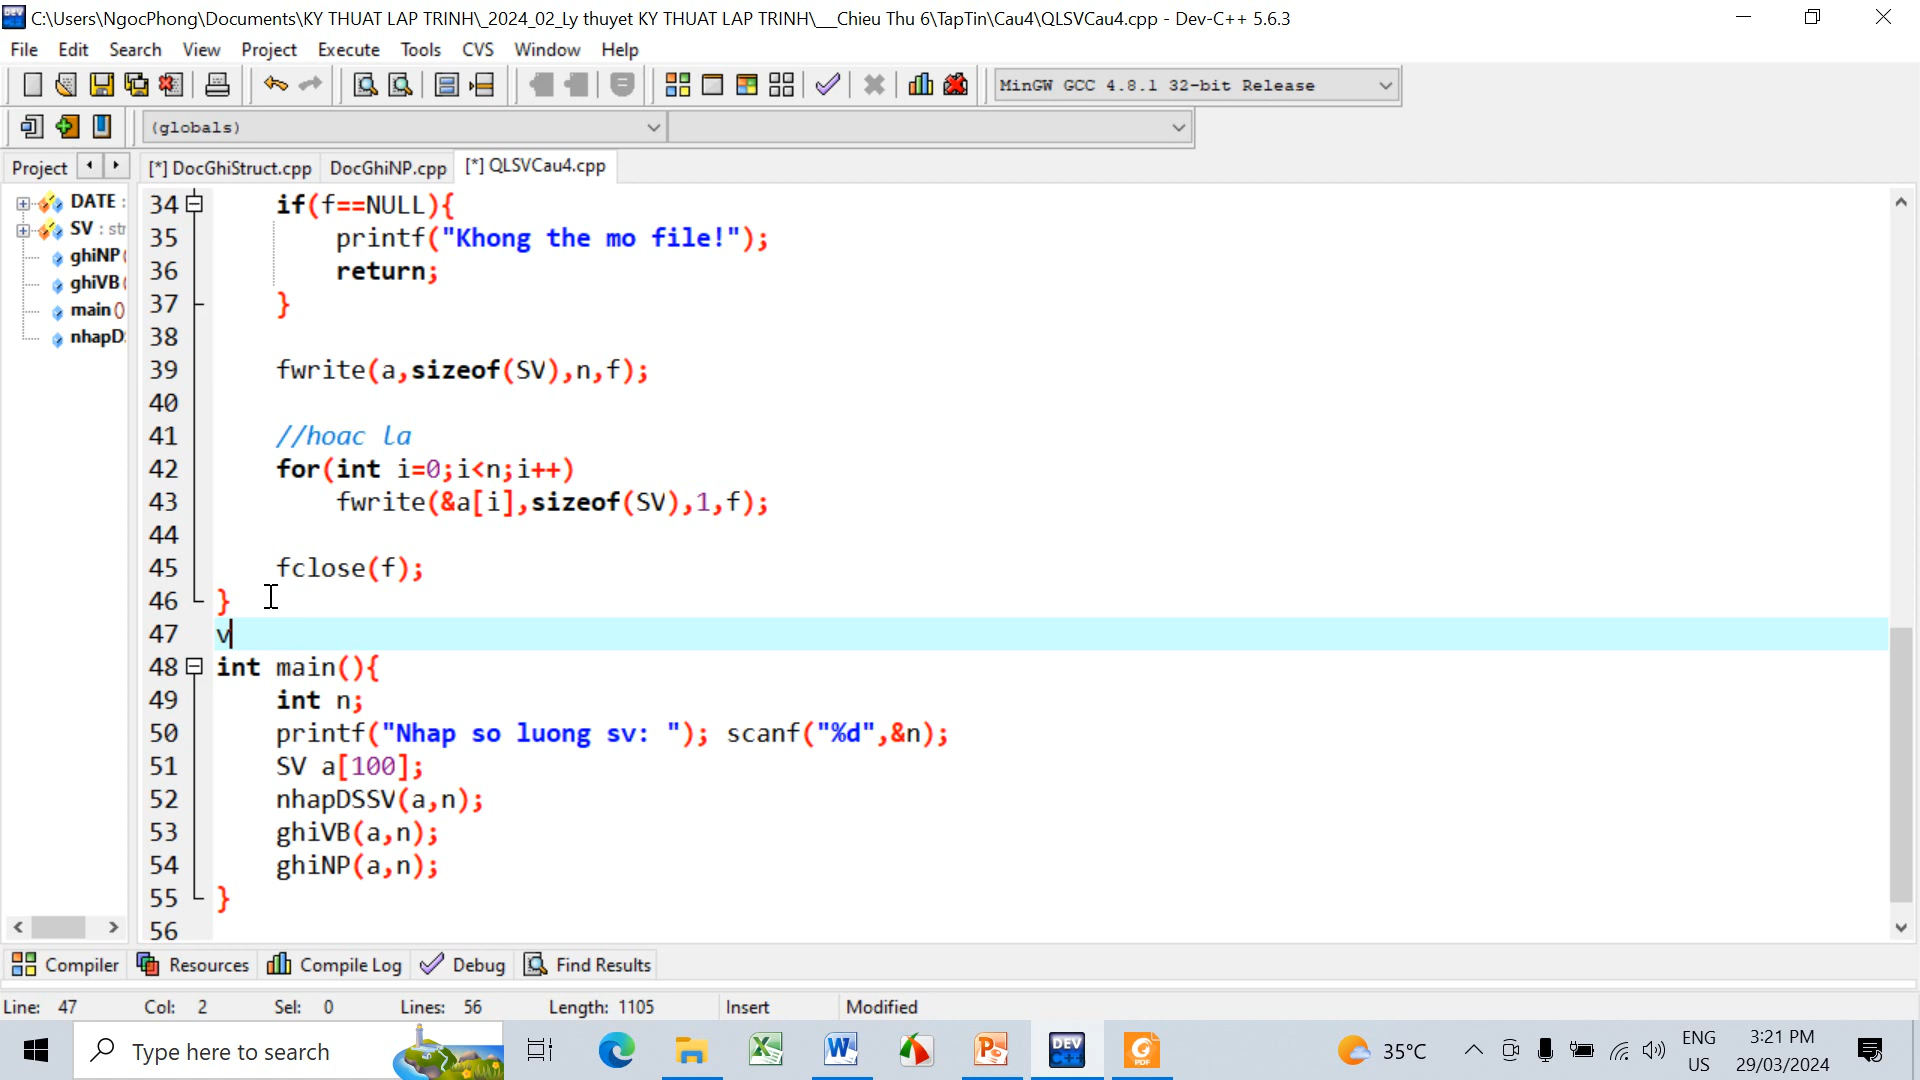 C:\Users\NgocPhong\Documents\KY THUAT LAP TRINH\_2024_02_Ly thuyet KY THUAT LAP TRINH\__Chieu Thu 6\TapTin\Cau4\QLSVCau4.cpp - Dev-C++ 5.6.3
File Edit Search View Project Execute Tools CVS Window Help
MinGW GCC 4.8.1 32-bit Release
(globals)
Project [*] DocGhiStruct.cpp DocGhiNP.cpp [*] QLSVCau4.cpp
DATE :
SV : str
ghiNP(
ghiVB(
main ()
nhapD
34 if(f==NULL){
35 printf("Khong the mo file!");
36 return;
37 }
38
39 fwrite(a,sizeof(SV),n,f);
40
41 //hoac la
42 for(int i=0;i<n;i++)
43 fwrite(&a[i],sizeof(SV),1,f);
44
45 fclose(f);
46 }
47 v
48 int main(){
49 int n;
50 printf("Nhap so luong sv: "); scanf("%d",&n);
51 SV a[100];
52 nhapDSSV(a,n);
53 ghiVB(a,n);
54 ghiNP(a,n);
55 }
56
Compiler Resources Compile Log Debug Find Results
Line: 47 Col: 2 Sel: 0 Lines: 56 Length: 1105 Insert Modified
Type here to search
35°C
ENG
US
3:21 PM
29/03/2024